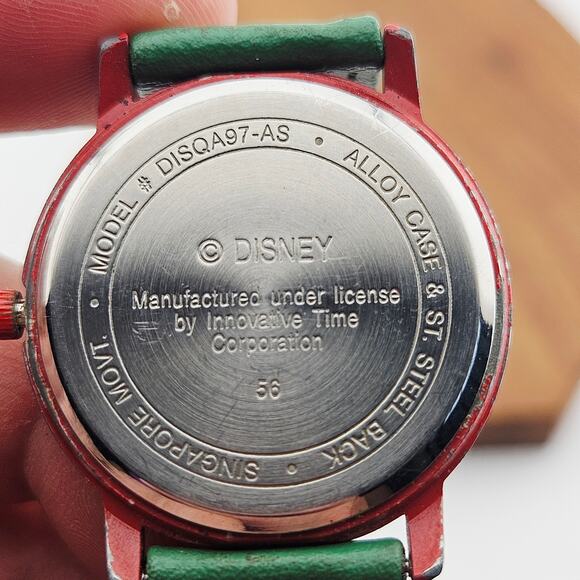 MODEL # DISQA97-AS • ALLOY CASE & ST. STEEL BACK • SINGAPORE MOVT. •
© DISNEY
Manufactured under license
by Innovative Time
Corporation
56